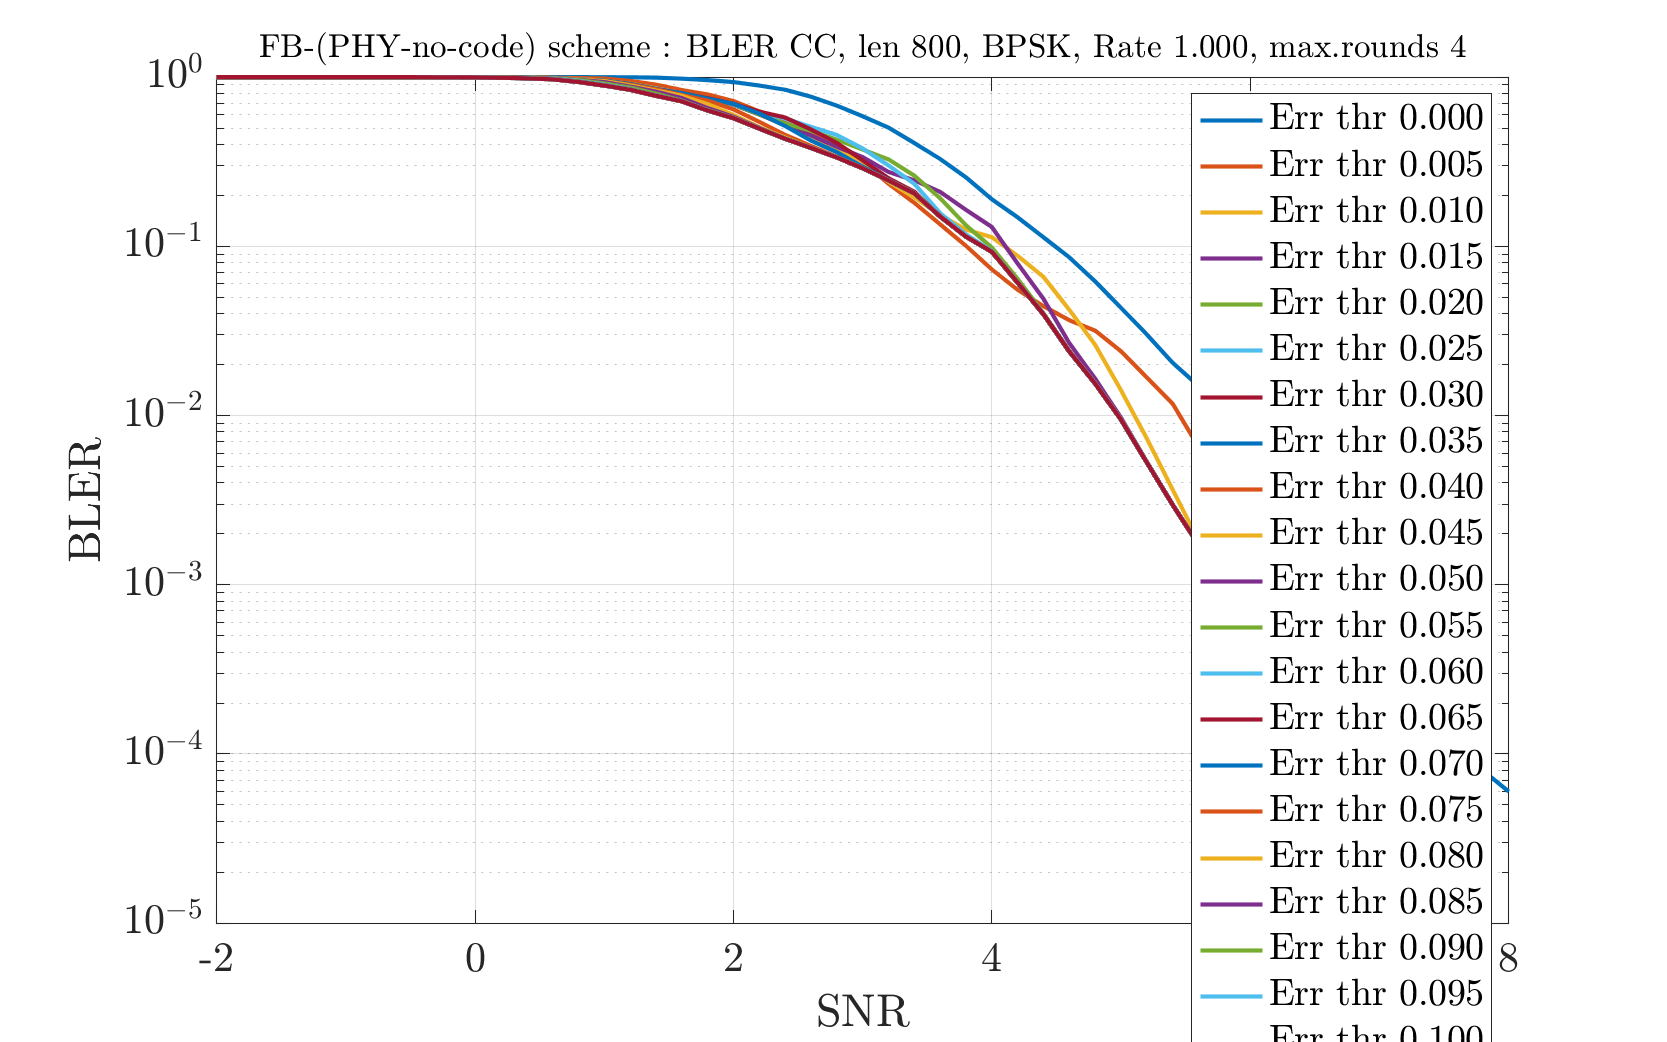 FB-(PHY-no-code) scheme : BLER CC, len 800, BPSK, Rate 1.000, max.rounds 4
10^0
10^-1
10^-2
10^-3
10^-4
10^-5
BLER
-2 0 2 4 8
SNR
Err thr 0.000
Err thr 0.005
Err thr 0.010
Err thr 0.015
Err thr 0.020
Err thr 0.025
Err thr 0.030
Err thr 0.035
Err thr 0.040
Err thr 0.045
Err thr 0.050
Err thr 0.055
Err thr 0.060
Err thr 0.065
Err thr 0.070
Err thr 0.075
Err thr 0.080
Err thr 0.085
Err thr 0.090
Err thr 0.095
Err thr 0.100